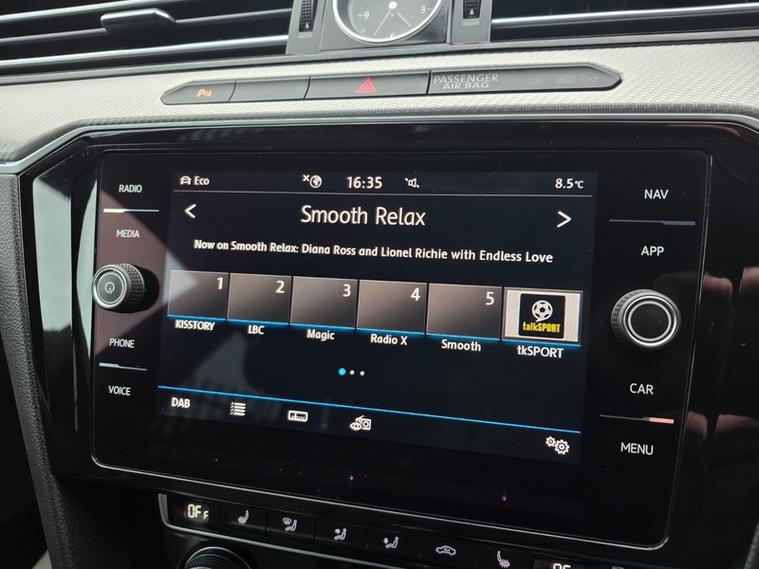 9 3
P
PASSENGER
AIR BAG
RADIO
MEDIA
PHONE
VOICE
Eco 16:35 8.5°C
< Smooth Relax >
Now on Smooth Relax: Diana Ross and Lionel Richie with Endless Love
1 2 3 4 5
talkSPORT
KISSTORY LBC Magic Radio X Smooth tkSPORT
DAB
NAV
APP
CAR
MENU
OFF